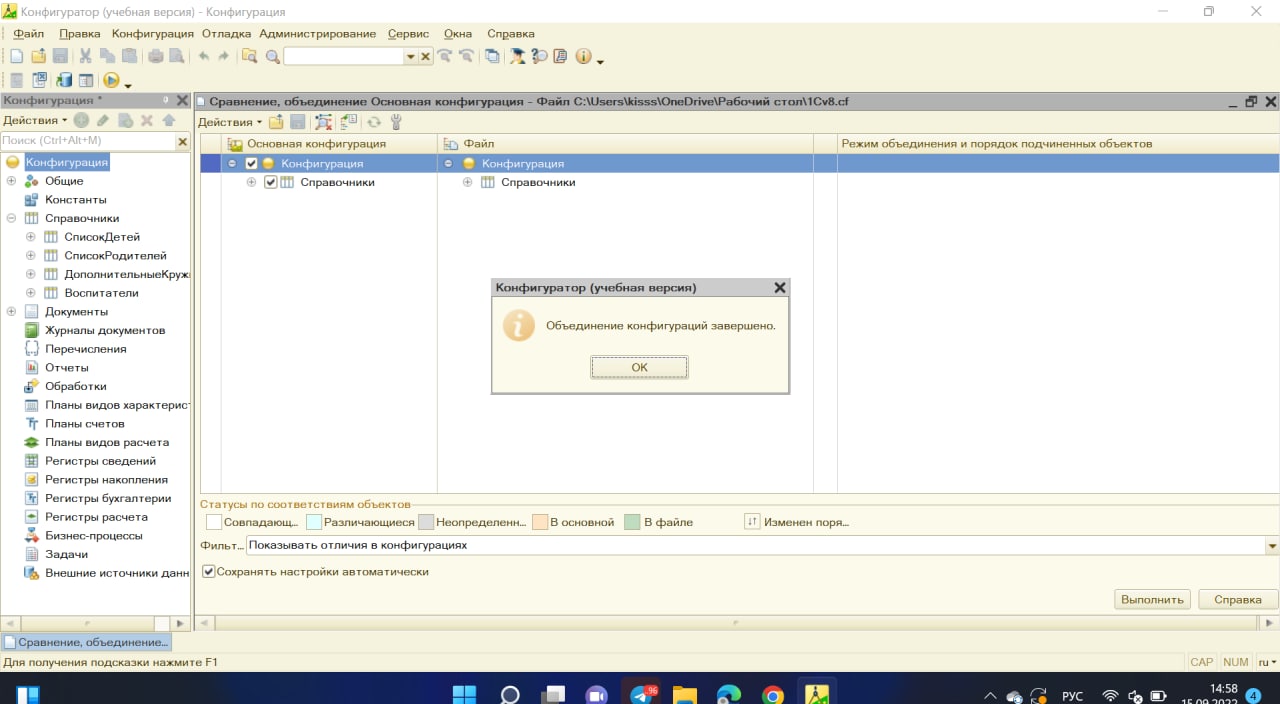 Конфигуратор (учебная версия) - Конфигурация
Файл Правка Конфигурация Отладка Администрирование Сервис Окна Справка
Конфигурация *
Действия
Поиск (Ctrl+Alt+M)
Конфигурация
Общие
Константы
Справочники
СписокДетей
СписокРодителей
ДополнительныеКруж
Воспитатели
Документы
Журналы документов
Перечисления
Отчеты
Обработки
Планы видов характерис
Планы счетов
Планы видов расчета
Регистры сведений
Регистры накопления
Регистры бухгалтерии
Регистры расчета
Бизнес-процессы
Задачи
Внешние источники данн
Сравнение, объединение Основная конфигурация - Файл C:\Users\kisss\OneDrive\Рабочий стол\1Cv8.cf
Действия
Основная конфигурация Файл Режим объединения и порядок подчиненных объектов
Конфигурация Конфигурация
Справочники Справочники
Конфигуратор (учебная версия)
Объединение конфигураций завершено.
ОК
Статусы по соответствиям объектов
Совпадающ... Различающиеся Неопределенн... В основной В файле Изменен поря...
Фильт... Показывать отличия в конфигурациях
Сохранять настройки автоматически
Выполнить Справка
Сравнение, объединение...
Для получения подсказки нажмите F1
CAP NUM ru
96
РУС
14:58
15.09.2022
4